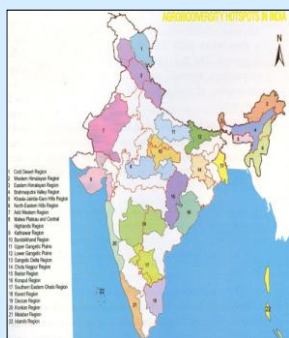 AGROBIODIVERSITY HOTSPOTS IN INDIA
N
1 Cold Desert Region
2 Western Himalayan Region
3 Eastern Himalayan Region
4 Brahmaputra Valley Region
5 Khasia-Jaintia-Garo Hills Region
6 North-Eastern Hills Region
7 Arid Western Region
8 Malwa Plateau and Central
Highlands Region
9 Kathiawar Region
10 Bundelkhand Region
11 Upper Gangetic Plains
12 Lower Gangetic Plains
13 Gangetic Delta Region
14 Chota Nagpur Region
15 Bastar Region
16 Koraput Region
17 Southern Eastern Ghats Region
18 Kaveri Region
19 Deccan Region
20 Konkan Region
21 Malabar Region
22 Islands Region